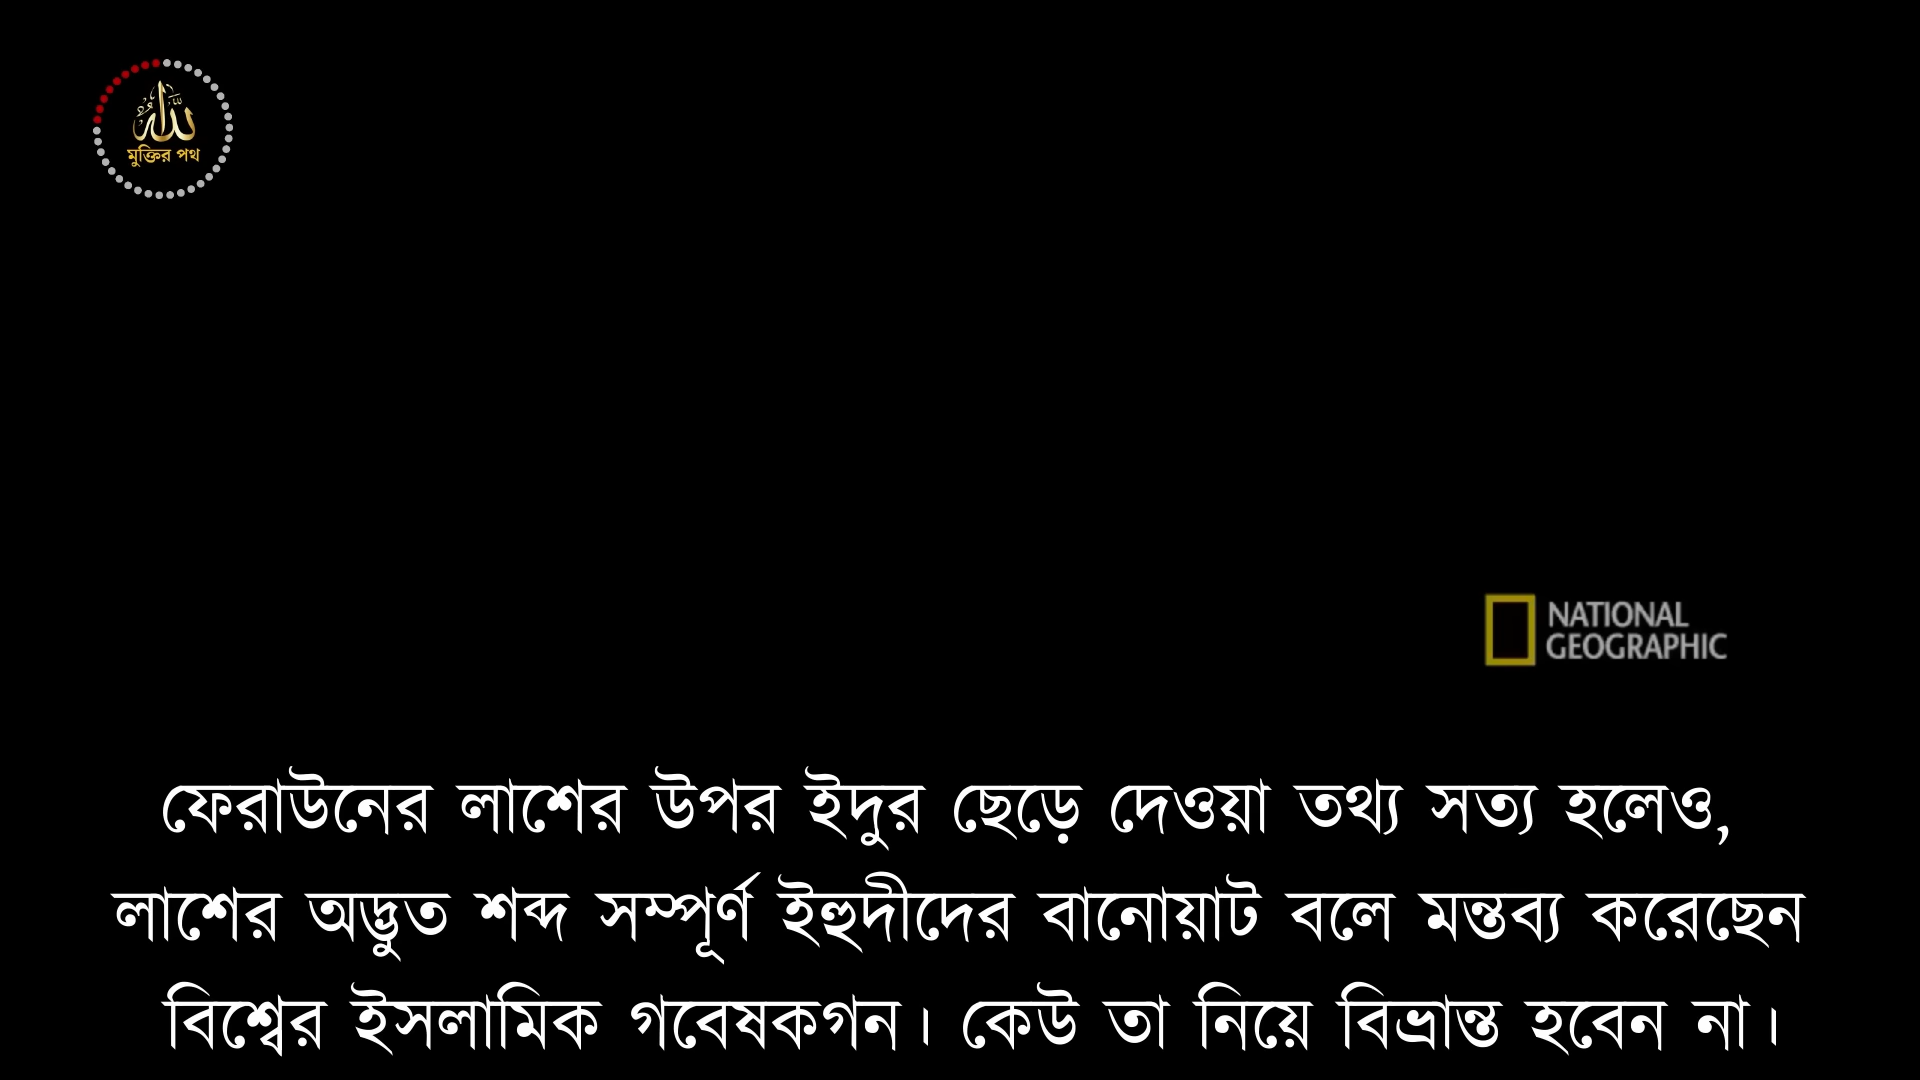 الله
মুক্তির পথ
NATIONAL
GEOGRAPHIC
ফেরাউনের লাশের উপর ইদুর ছেড়ে দেওয়া তথ্য সত্য হলেও,
লাশের অদ্ভুত শব্দ সম্পূর্ণ ইহুদীদের বানোয়াট বলে মন্তব্য করেছেন
বিশ্বের ইসলামিক গবেষকগন। কেউ তা নিয়ে বিভ্রান্ত হবেন না।